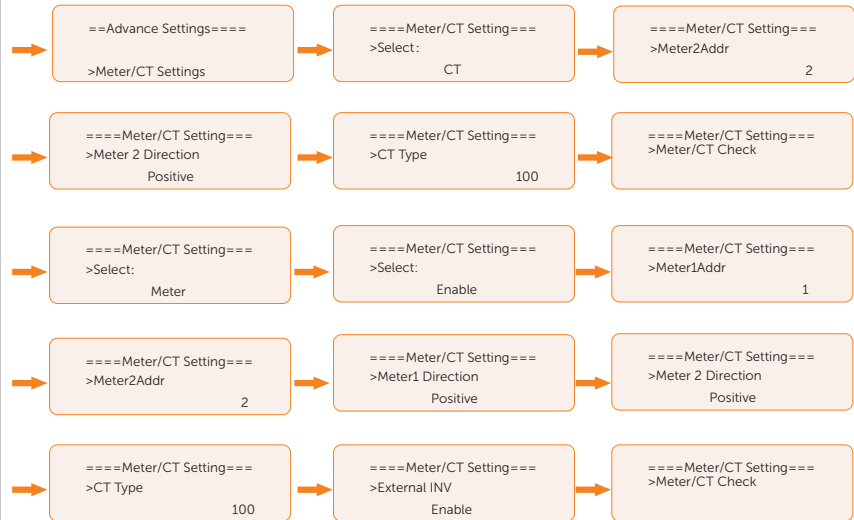 ==Advance Settings====
>Meter/CT Settings
====Meter/CT Setting===
>Select:
CT
====Meter/CT Setting===
>Meter2Addr
2
====Meter/CT Setting===
>Meter 2 Direction
Positive
====Meter/CT Setting===
>CT Type
100
====Meter/CT Setting===
>Meter/CT Check
====Meter/CT Setting===
>Select:
Meter
====Meter/CT Setting===
>Select:
Enable
====Meter/CT Setting===
>Meter1Addr
1
====Meter/CT Setting===
>Meter2Addr
2
====Meter/CT Setting===
>Meter1 Direction
Positive
====Meter/CT Setting===
>Meter 2 Direction
Positive
====Meter/CT Setting===
>CT Type
100
====Meter/CT Setting===
>External INV
Enable
====Meter/CT Setting===
>Meter/CT Check